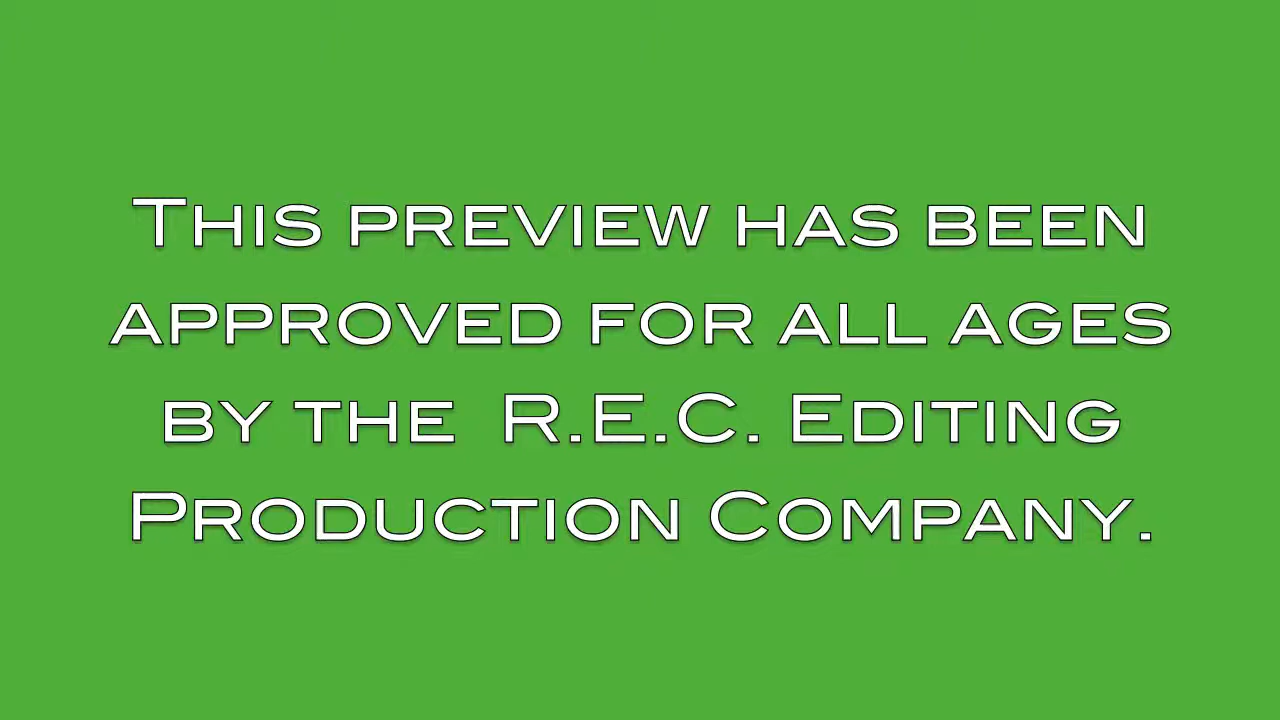 This preview has been
approved for all ages
by the  R.E.C. Editing
Production Company.